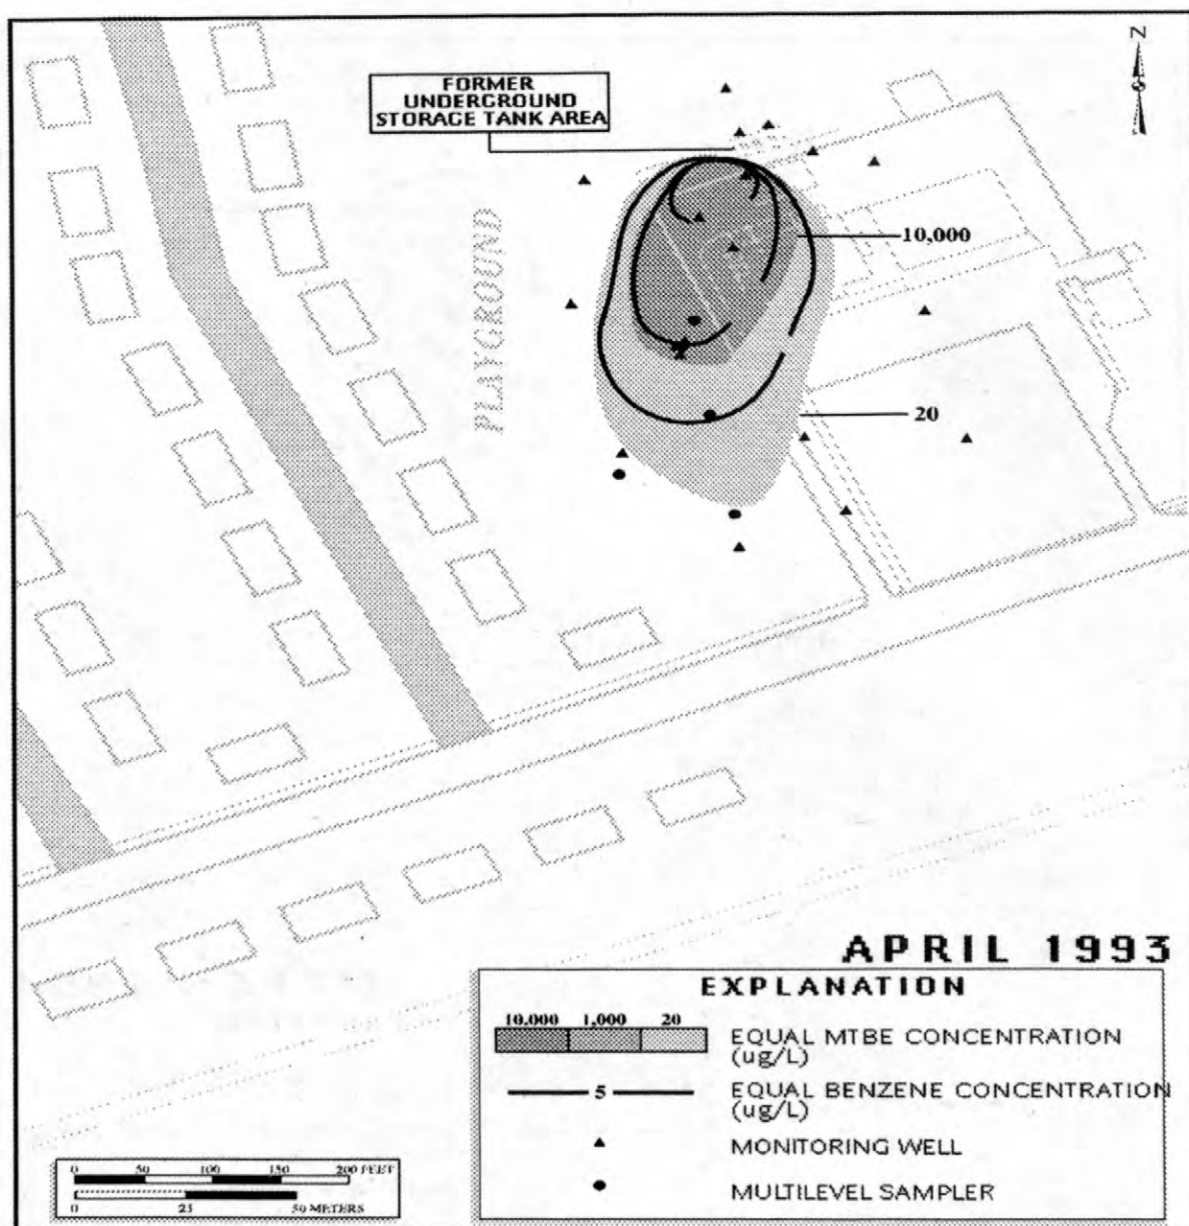 N
FORMER
UNDERGROUND
STORAGE TANK AREA
PLAYGROUND
10,000
20
APRIL 1993
EXPLANATION
10,000 1,000 20
EQUAL MTBE CONCENTRATION
(ug/L)
5
EQUAL BENZENE CONCENTRATION
(ug/L)
MONITORING WELL
MULTILEVEL SAMPLER
0 50 100 150 200 FEET
0 25 50 METERS